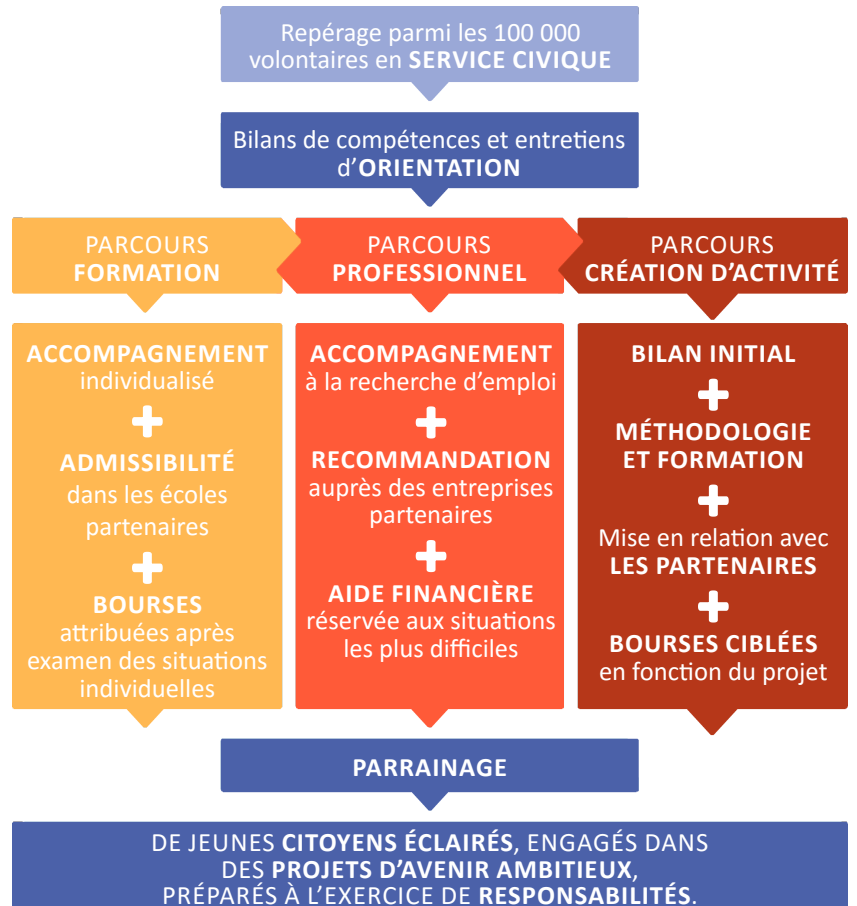 Repérage parmi les 100 000
volontaires en SERVICE CIVIQUE
Bilans de compétences et entretiens
d'ORIENTATION
PARCOURS
FORMATION
PARCOURS
PROFESSIONNEL
PARCOURS
CRÉATION D'ACTIVITÉ
ACCOMPAGNEMENT
individualisé
+
ADMISSIBILITÉ
dans les écoles
partenaires
+
BOURSES
attribuées après
examen des situations
individuelles
ACCOMPAGNEMENT
à la recherche d'emploi
+
RECOMMANDATION
auprès des entreprises
partenaires
+
AIDE FINANCIÈRE
réservée aux situations
les plus difficiles
BILAN INITIAL
+
MÉTHODOLOGIE
ET FORMATION
+
Mise en relation avec
LES PARTENAIRES
+
BOURSES CIBLÉES
en fonction du projet
PARRAINAGE
DE JEUNES CITOYENS ÉCLAIRÉS, ENGAGÉS DANS
DES PROJETS D'AVENIR AMBITIEUX,
PRÉPARÉS À L'EXERCICE DE RESPONSABILITÉS.